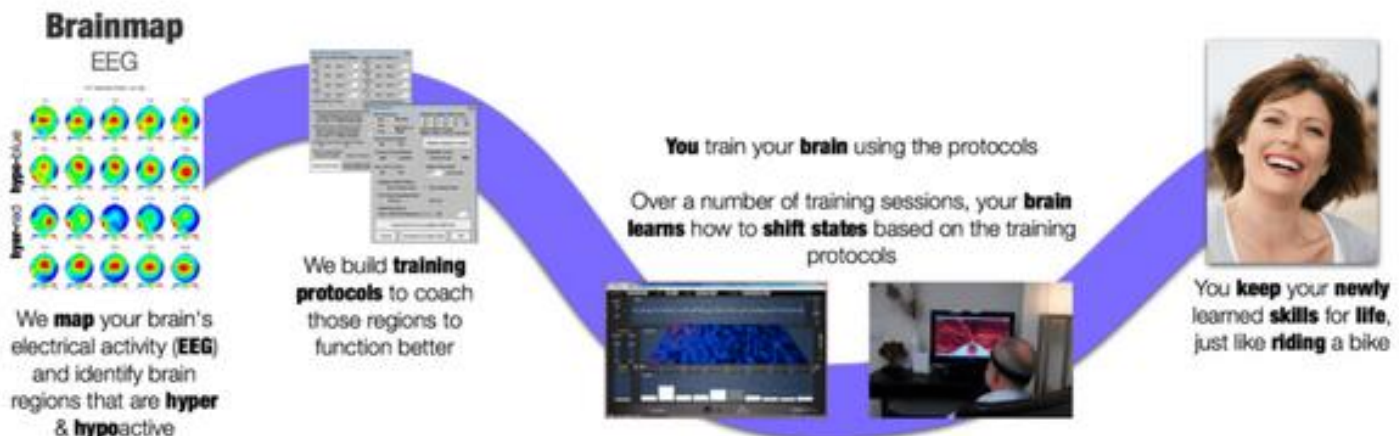 Brainmap
EEG
hypo-blue
hyper-red
We map your brain's
electrical activity (EEG)
and identify brain
regions that are hyper
& hypoactive
We build training
protocols to coach
those regions to
function better
You train your brain using the protocols
Over a number of training sessions, your brain
learns how to shift states based on the training
protocols
You keep your newly
learned skills for life,
just like riding a bike